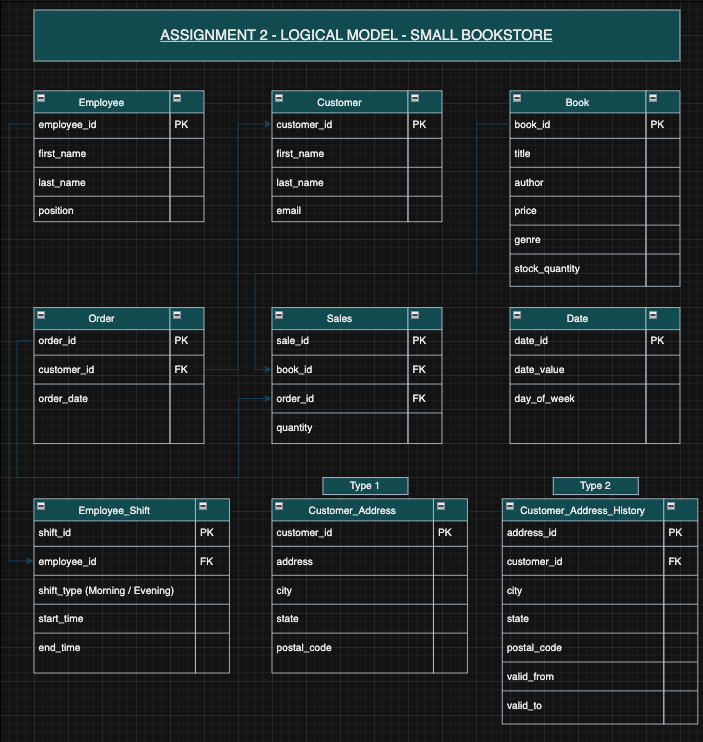 ASSIGNMENT 2 - LOGICAL MODEL - SMALL BOOKSTORE
Employee
employee_id PK
first_name
last_name
position
Customer
customer_id PK
first_name
last_name
email
Book
book_id PK
title
author
price
genre
stock_quantity
Order
order_id PK
customer_id FK
order_date
Sales
sale_id PK
book_id FK
order_id FK
quantity
Date
date_id PK
date_value
day_of_week
Employee_Shift
shift_id PK
employee_id FK
shift_type (Morning / Evening)
start_time
end_time
Type 1
Customer_Address
customer_id PK
address
city
state
postal_code
Type 2
Customer_Address_History
address_id PK
customer_id FK
city
state
postal_code
valid_from
valid_to